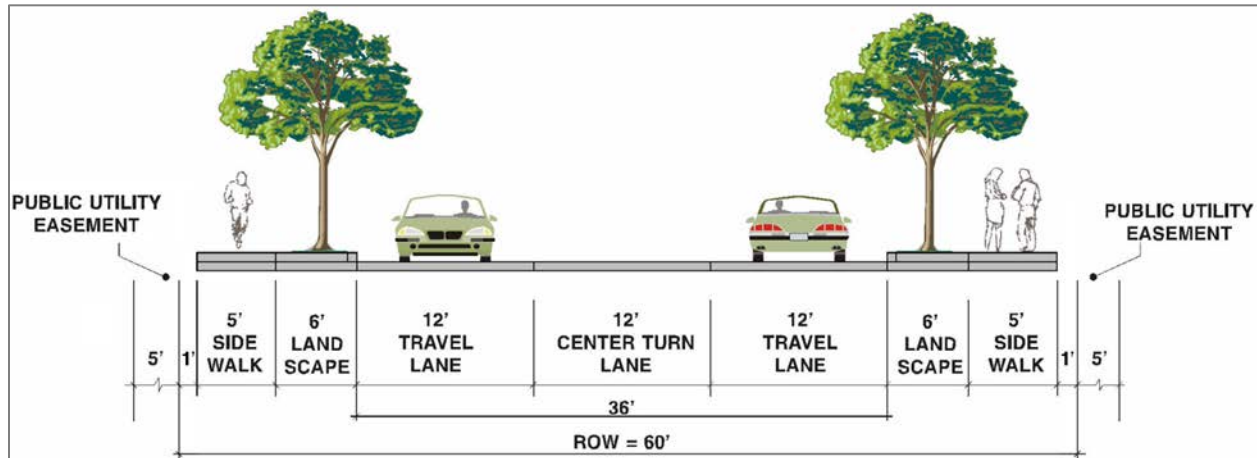 PUBLIC UTILITY
EASEMENT
PUBLIC UTILITY
EASEMENT
5'
1'
5'
SIDE
WALK
6'
LAND
SCAPE
12'
TRAVEL
LANE
12'
CENTER TURN
LANE
12'
TRAVEL
LANE
6'
LAND
SCAPE
5'
SIDE
WALK
1'
5'
36'
ROW = 60'